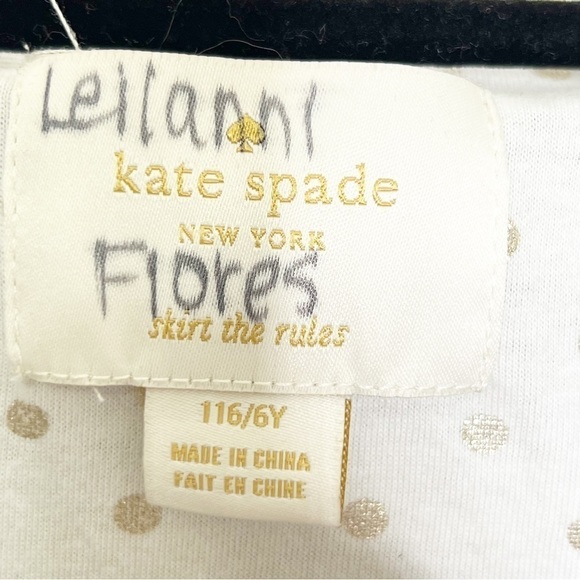 Leilanni
kate spade
NEW YORK
Flores
skirt the rules
116/6Y
MADE IN CHINA
FAIT EN CHINE